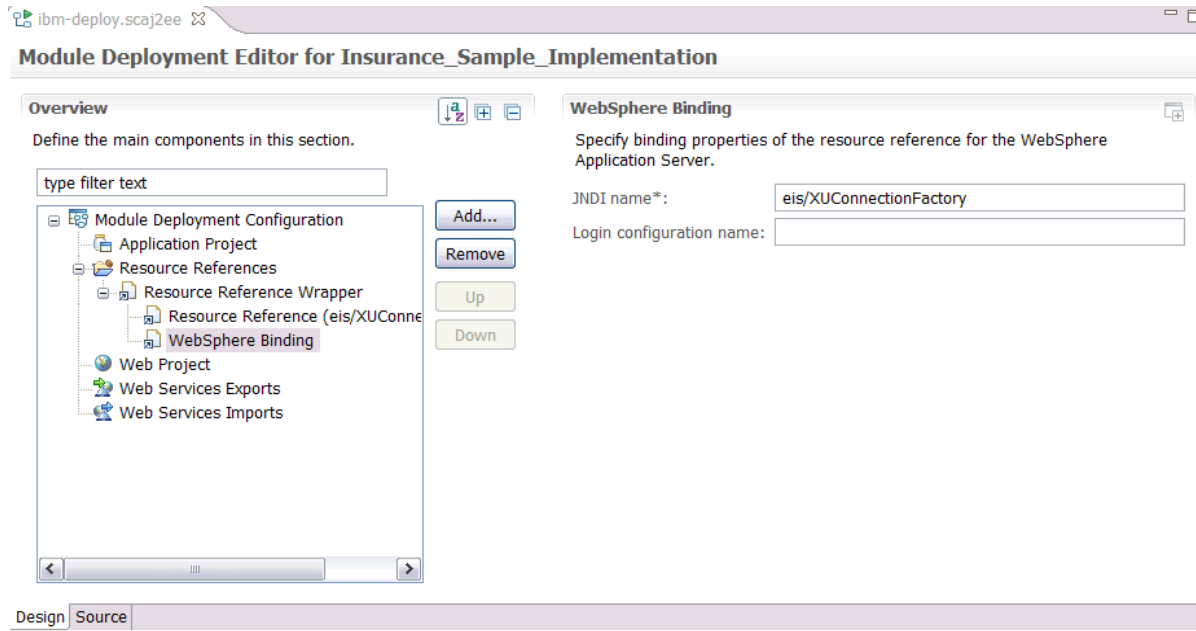 ibm-deploy.scaj2ee
Module Deployment Editor for Insurance_Sample_Implementation
Overview
Define the main components in this section.
type filter text
Module Deployment Configuration
Application Project
Resource References
Resource Reference Wrapper
Resource Reference (eis/XUConne
WebSphere Binding
Web Project
Web Services Exports
Web Services Imports
Add...
Remove
Up
Down
WebSphere Binding
Specify binding properties of the resource reference for the WebSphere
Application Server.
JNDI name*: eis/XUConnectionFactory
Login configuration name:
Design Source